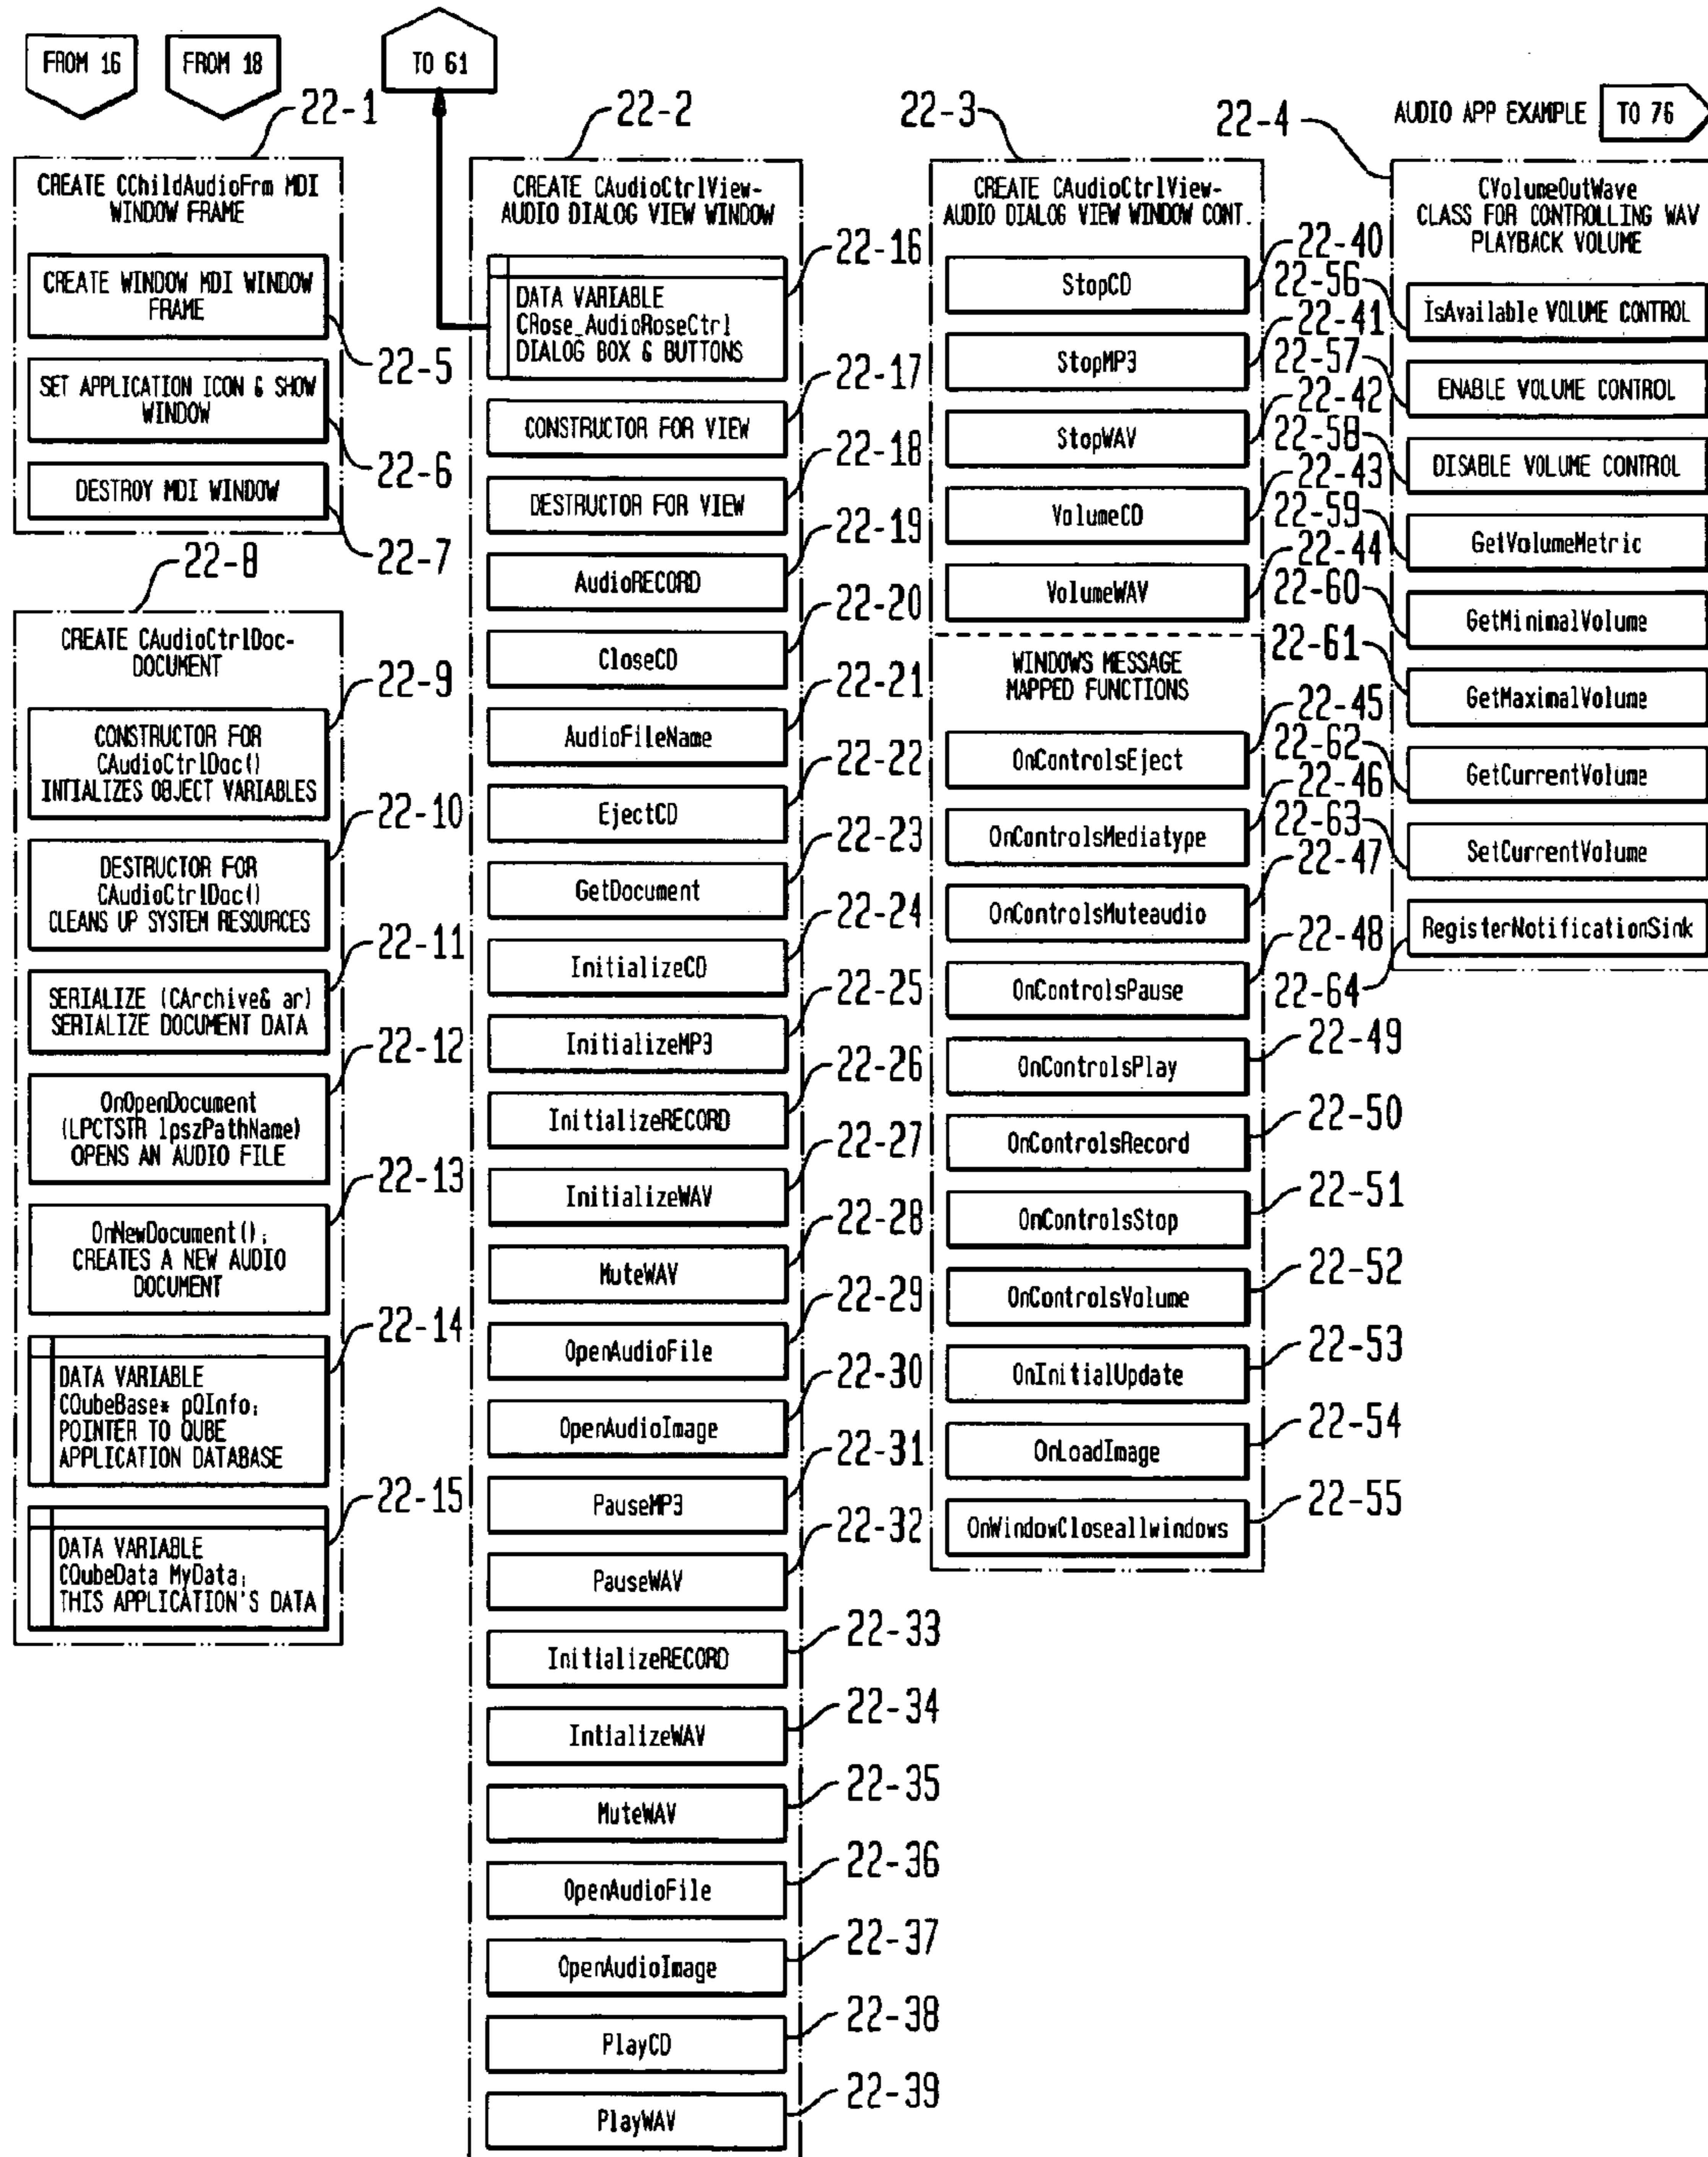 FROM 16
FROM 18
TO 61
AUDIO APP EXAMPLE
TO 76
22-1
CREATE CChildAudioFrm MDI
WINDOW FRAME
CREATE WINDOW MDI WINDOW
FRAME
22-5
SET APPLICATION ICON & SHOW
WINDOW
22-6
DESTROY MDI WINDOW
22-7
22-8
CREATE CAudioCtrlDoc-
DOCUMENT
22-9
CONSTRUCTOR FOR
CAudioCtrlDoc()
INTIALIZES OBJECT VARIABLES
22-10
DESTRUCTOR FOR
CAudioCtrlDoc()
CLEANS UP SYSTEM RESOURCES
22-11
SERIALIZE (CArchive& ar)
SERIALIZE DOCUMENT DATA
22-12
OnOpenDocument
(LPCTSTR lpszPathName)
OPENS AN AUDIO FILE
22-13
OnNewDocument();
CREATES A NEW AUDIO
DOCUMENT
22-14
DATA VARIABLE
CQubeBase* pQInfo;
POINTER TO QUBE
APPLICATION DATABASE
22-15
DATA VARIABLE
CQubeData MyData;
THIS APPLICATION'S DATA
22-2
CREATE CAudioCtrlView-
AUDIO DIALOG VIEW WINDOW
22-16
DATA VARIABLE
CRose_AudioRoseCtrl
DIALOG BOX & BUTTONS
22-17
CONSTRUCTOR FOR VIEW
22-18
DESTRUCTOR FOR VIEW
22-19
AudioRECORD
22-20
CloseCD
22-21
AudioFileName
22-22
EjectCD
22-23
GetDocument
22-24
InitializeCD
22-25
InitializeMP3
22-26
InitializeRECORD
22-27
InitializeWAV
22-28
MuteWAV
22-29
OpenAudioFile
22-30
OpenAudioImage
22-31
PauseMP3
22-32
PauseWAV
22-33
InitializeRECORD
22-34
IntializeWAV
22-35
MuteWAV
22-36
OpenAudioFile
22-37
OpenAudioImage
22-38
PlayCD
22-39
PlayWAV
22-3
CREATE CAudioCtrlView-
AUDIO DIALOG VIEW WINDOW CONT.
22-40
StopCD
22-41
StopMP3
22-42
StopWAV
22-43
VolumeCD
22-44
VolumeWAV
WINDOWS MESSAGE
MAPPED FUNCTIONS
22-45
OnControlsEject
22-46
OnControlsMediatype
22-47
OnControlsMuteaudio
22-48
OnControlsPause
22-49
OnControlsPlay
22-50
OnControlsRecord
22-51
OnControlsStop
22-52
OnControlsVolume
22-53
OnInitialUpdate
22-54
OnLoadImage
22-55
OnWindowCloseallwindows
22-4
CVolumeOutWave
CLASS FOR CONTROLLING WAV
PLAYBACK VOLUME
22-56
IsAvailable VOLUME CONTROL
22-57
ENABLE VOLUME CONTROL
22-58
DISABLE VOLUME CONTROL
22-59
GetVolumeMetric
22-60
GetMinimalVolume
22-61
GetMaximalVolume
22-62
GetCurrentVolume
22-63
SetCurrentVolume
22-64
RegisterNotificationSink